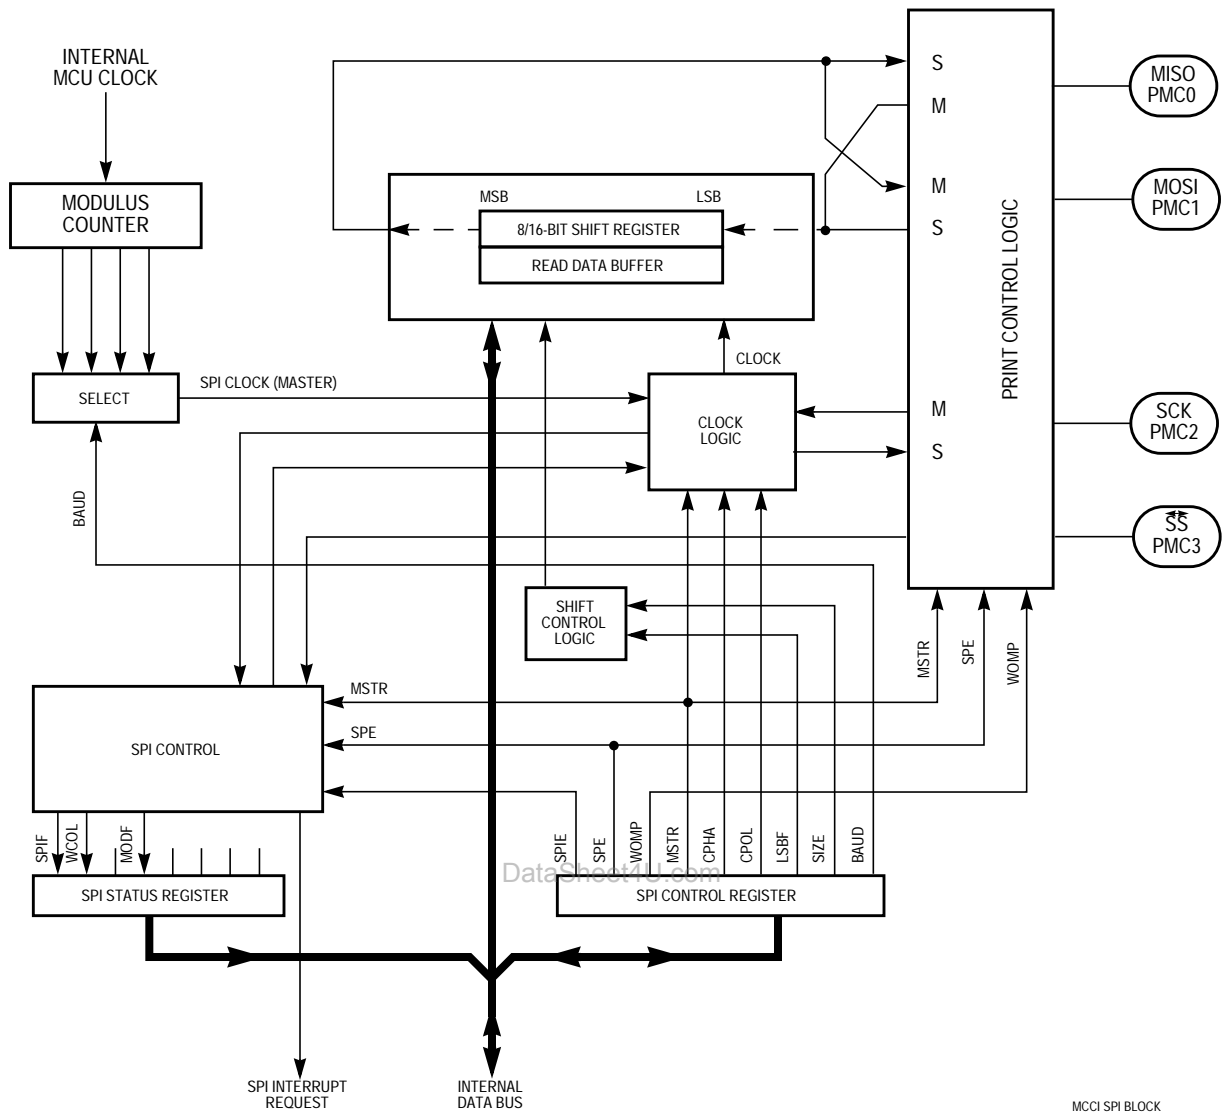 INTERNAL
MCU CLOCK
MODULUS
COUNTER
SELECT
SPI CLOCK (MASTER)
BAUD
MSB
LSB
8/16-BIT SHIFT REGISTER
READ DATA BUFFER
CLOCK
CLOCK
LOGIC
S
M
M
S
M
S
PRINT CONTROL LOGIC
MISO
PMC0
MOSI
PMC1
SCK
PMC2
SS
PMC3
SHIFT
CONTROL
LOGIC
MSTR
SPE
WOMP
MSTR
SPE
SPI CONTROL
SPIF
WCOL
MODF
SPI STATUS REGISTER
SPIE
SPE
WOMP
MSTR
CPHA
CPOL
LSBF
SIZE
BAUD
DataSheet4U.com
SPI CONTROL REGISTER
SPI INTERRUPT
REQUEST
INTERNAL
DATA BUS
MCCI SPI BLOCK